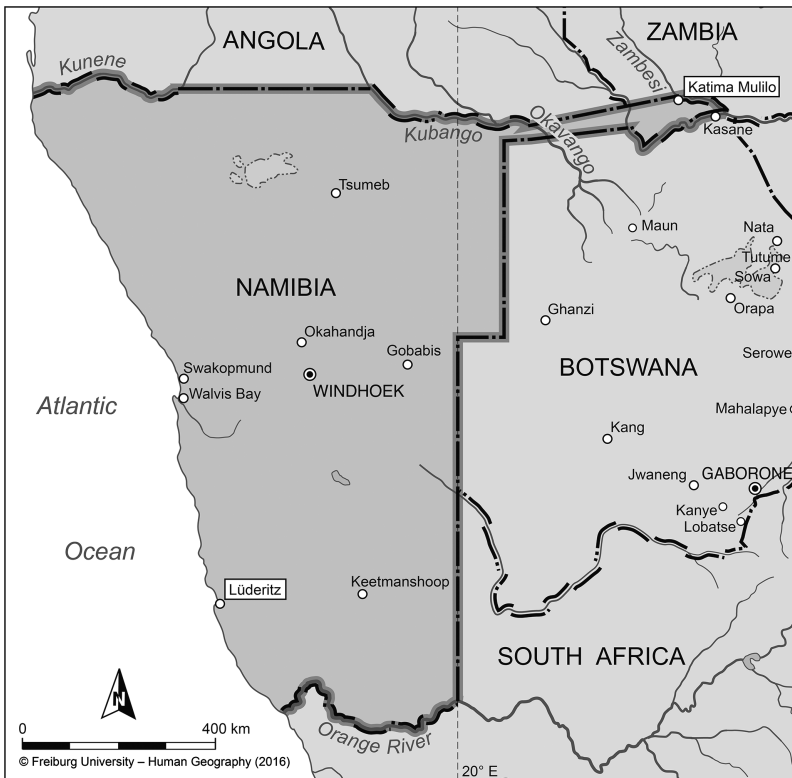 ANGOLA
ZAMBIA
Kunene
Zambesi
Katima Mulilo
Kubango
Okavango
Kasane
Tsumeb
Maun
Nata
Tutume
Sowa
NAMIBIA
Orapa
Ghanzi
Okahandja
Gobabis
Serowe
Swakopmund
BOTSWANA
WINDHOEK
Walvis Bay
Atlantic
Mahalapye
Kang
Jwaneng
GABORONE
Kanye
Lobatse
Ocean
Lüderitz
Keetmanshoop
SOUTH AFRICA
N
0
400 km
Orange River
© Freiburg University – Human Geography (2016)
20° E